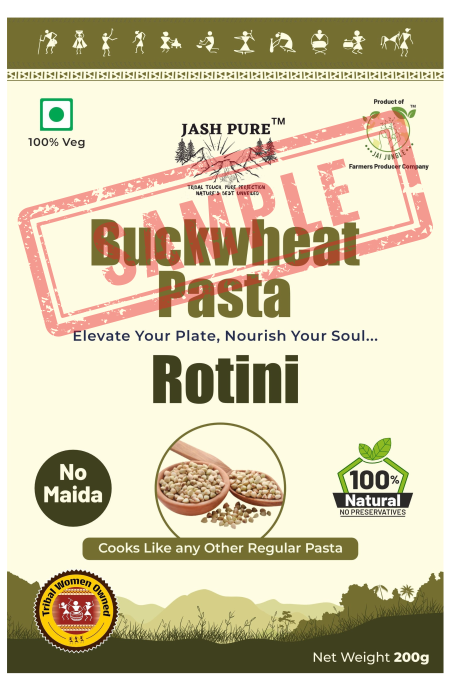 100% Veg
JASH PURE™
TRIBAL TOUCH, PURE PERFECTION
NATURE'S BEST UNVEILED
Product of
TM
JAI JUNGLE
Farmers Producer Company
SAMPLE
Buckwheat
Pasta
Elevate Your Plate, Nourish Your Soul...
Rotini
No
Maida
100%
Natural
NO PRESERVATIVES
Cooks Like any Other Regular Pasta
Tribal Women Owned
Net Weight 200g